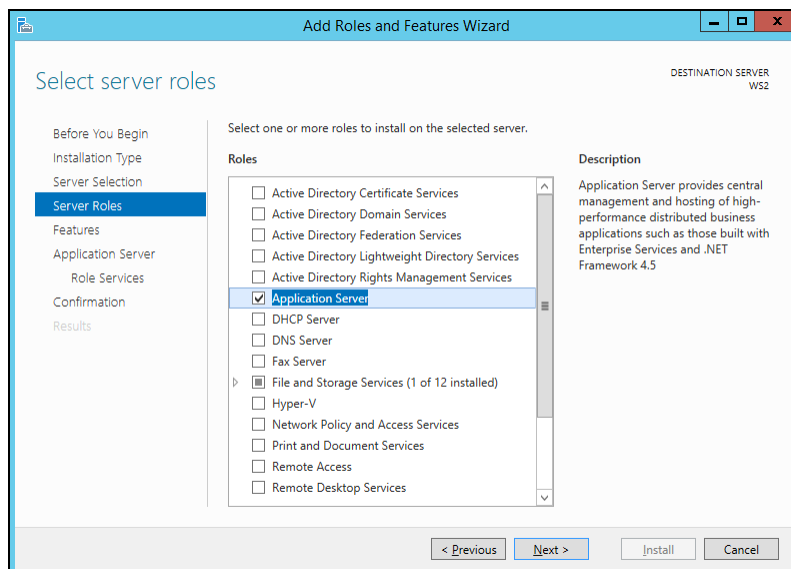 Add Roles and Features Wizard
Select server roles
DESTINATION SERVER
WS2
Before You Begin
Installation Type
Server Selection
Server Roles
Features
Application Server
Role Services
Confirmation
Results
Select one or more roles to install on the selected server.
Roles
Active Directory Certificate Services
Active Directory Domain Services
Active Directory Federation Services
Active Directory Lightweight Directory Services
Active Directory Rights Management Services
Application Server
DHCP Server
DNS Server
Fax Server
File and Storage Services (1 of 12 installed)
Hyper-V
Network Policy and Access Services
Print and Document Services
Remote Access
Remote Desktop Services
Description
Application Server provides central
management and hosting of high-
performance distributed business
applications such as those built with
Enterprise Services and .NET
Framework 4.5
< Previous
Next >
Install
Cancel